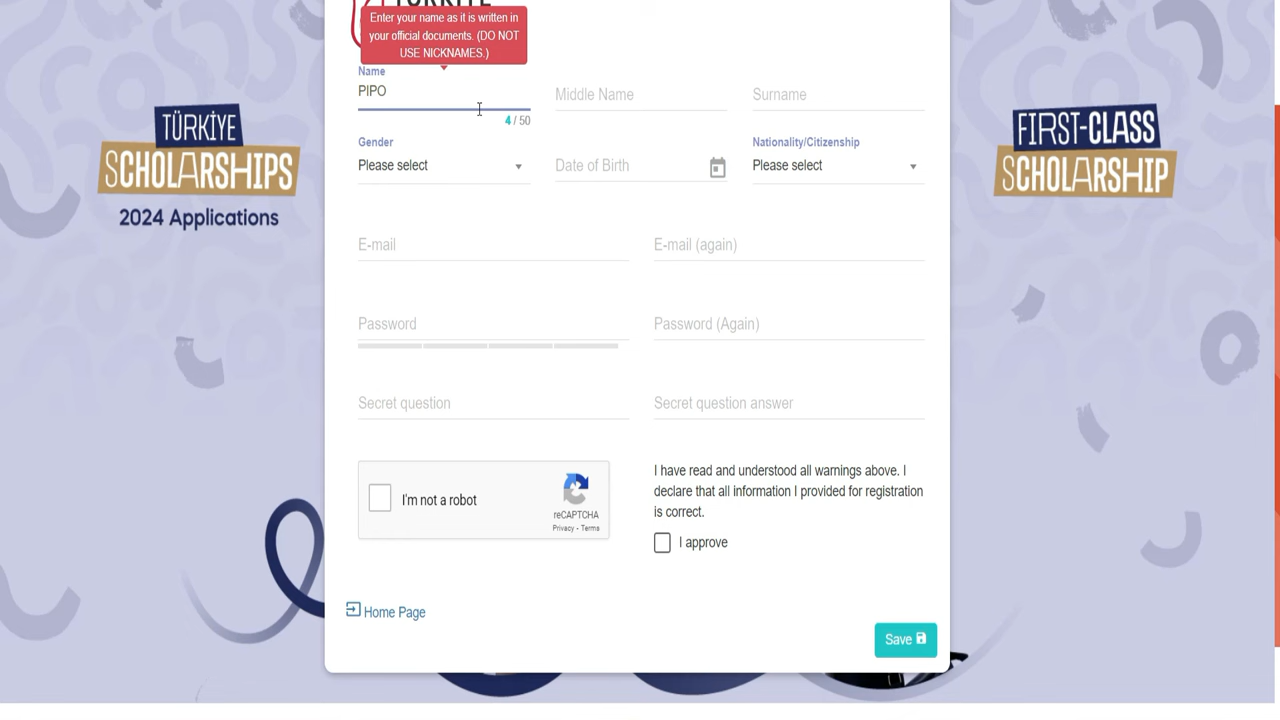 TÜRKİYE
Enter your name as it is written in
your official documents. (DO NOT
USE NICKNAMES.)
Name
PIPO
Middle Name
Surname
4 / 50
TÜRKİYE
SCHOLARSHIPS
2024 Applications
FIRST-CLASS
SCHOLARSHIP
Gender
Please select
Date of Birth
Nationality/Citizenship
Please select
E-mail
E-mail (again)
Password
Password (Again)
Secret question
Secret question answer
I'm not a robot
reCAPTCHA
Privacy - Terms
I have read and understood all warnings above. I
declare that all information I provided for registration
is correct.
I approve
Home Page
Save